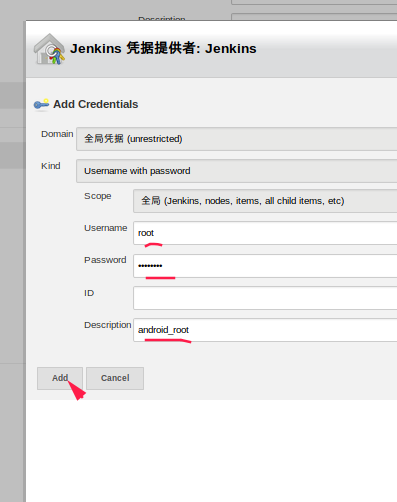 Description
Jenkins 凭据提供者: Jenkins
Add Credentials
Domain 全局凭据 (unrestricted)
Kind Username with password
Scope 全局 (Jenkins, nodes, items, all child items, etc)
Username root
Password ••••••••
ID
Description android_root
Add Cancel